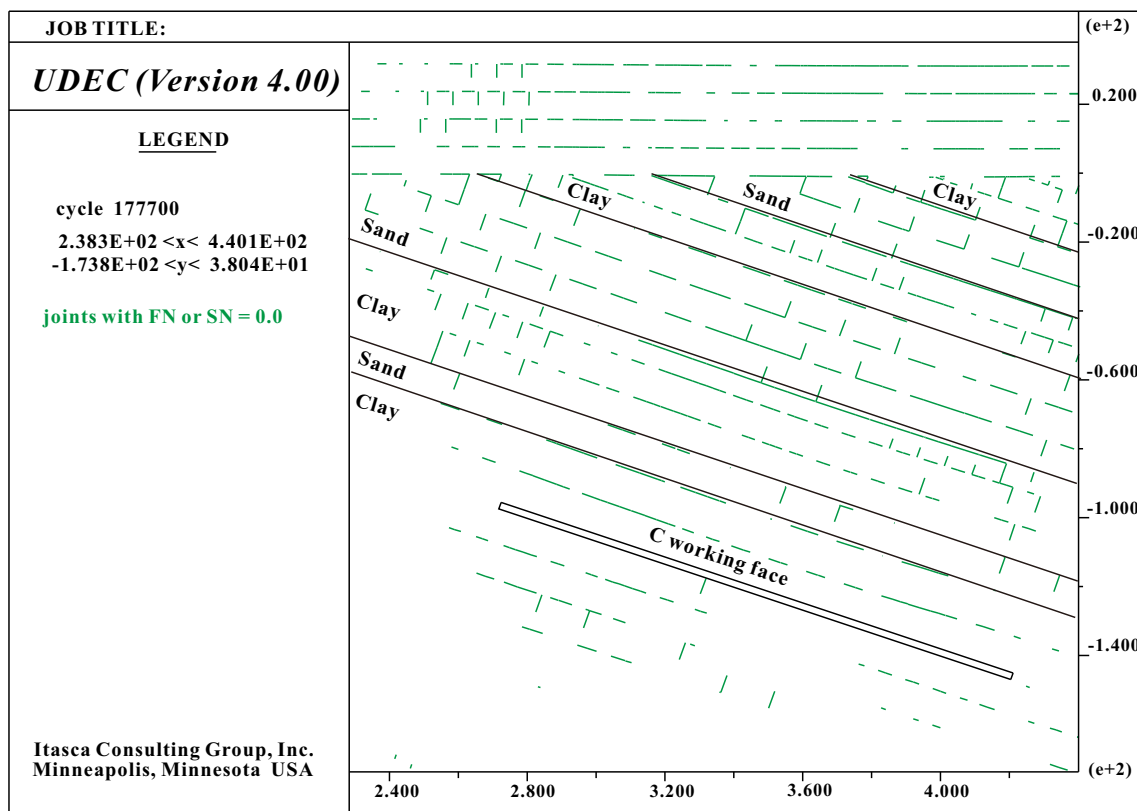 JOB TITLE:
UDEC (Version 4.00)
LEGEND
cycle 177700
2.383E+02 <x< 4.401E+02
-1.738E+02 <y< 3.804E+01
joints with FN or SN = 0.0
Itasca Consulting Group, Inc.
Minneapolis, Minnesota USA
Clay
Sand
Clay
Sand
Clay
Sand
Clay
C working face
(e+2)
0.200
-0.200
-0.600
-1.000
-1.400
(e+2)
2.400
2.800
3.200
3.600
4.000